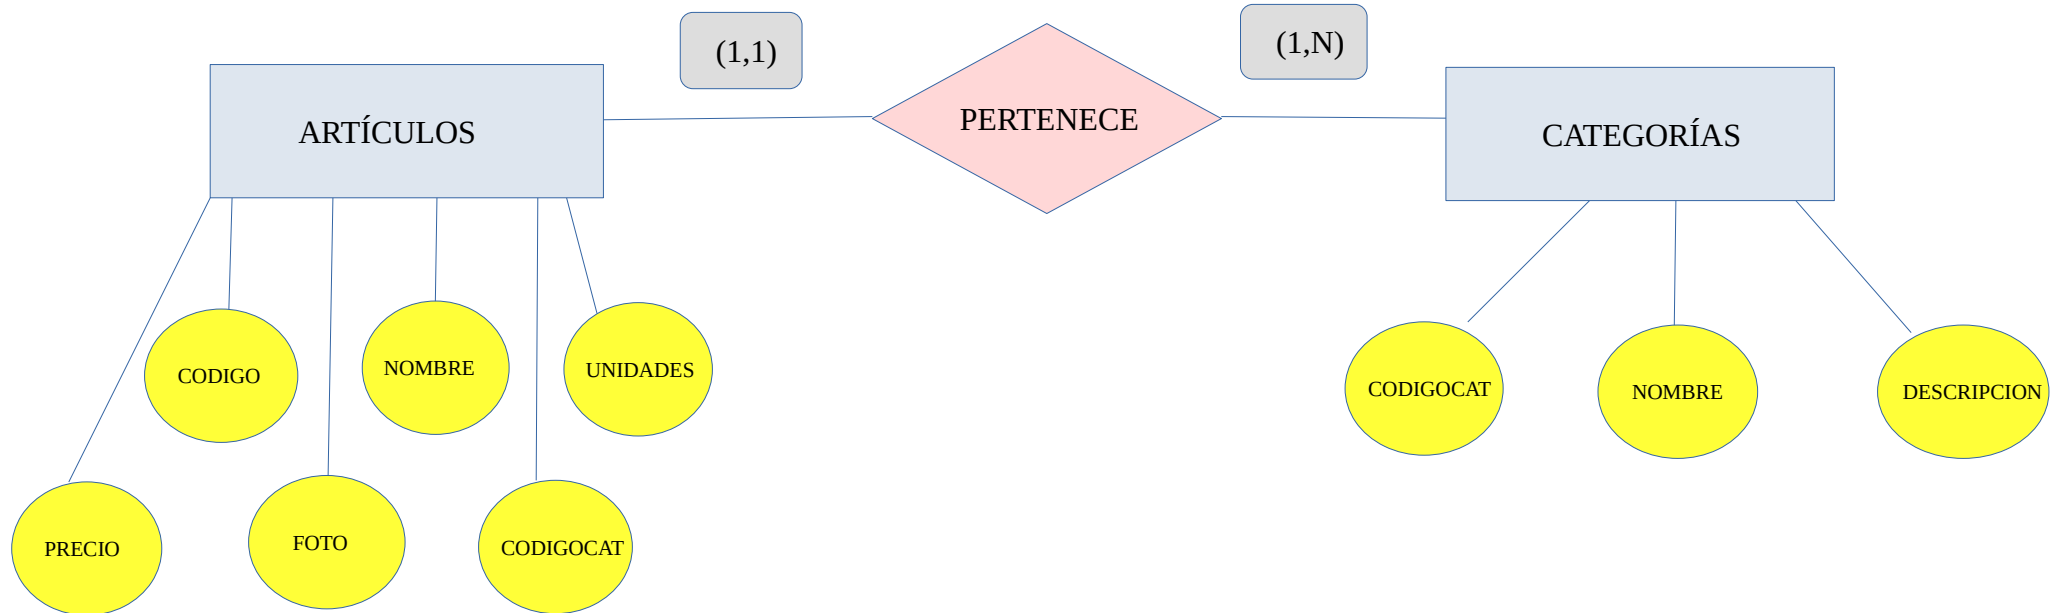 (1,1)
(1,N)
ARTÍCULOS
PERTENECE
CATEGORÍAS
CODIGO
NOMBRE
UNIDADES
CODIGOCAT
NOMBRE
DESCRIPCION
PRECIO
FOTO
CODIGOCAT